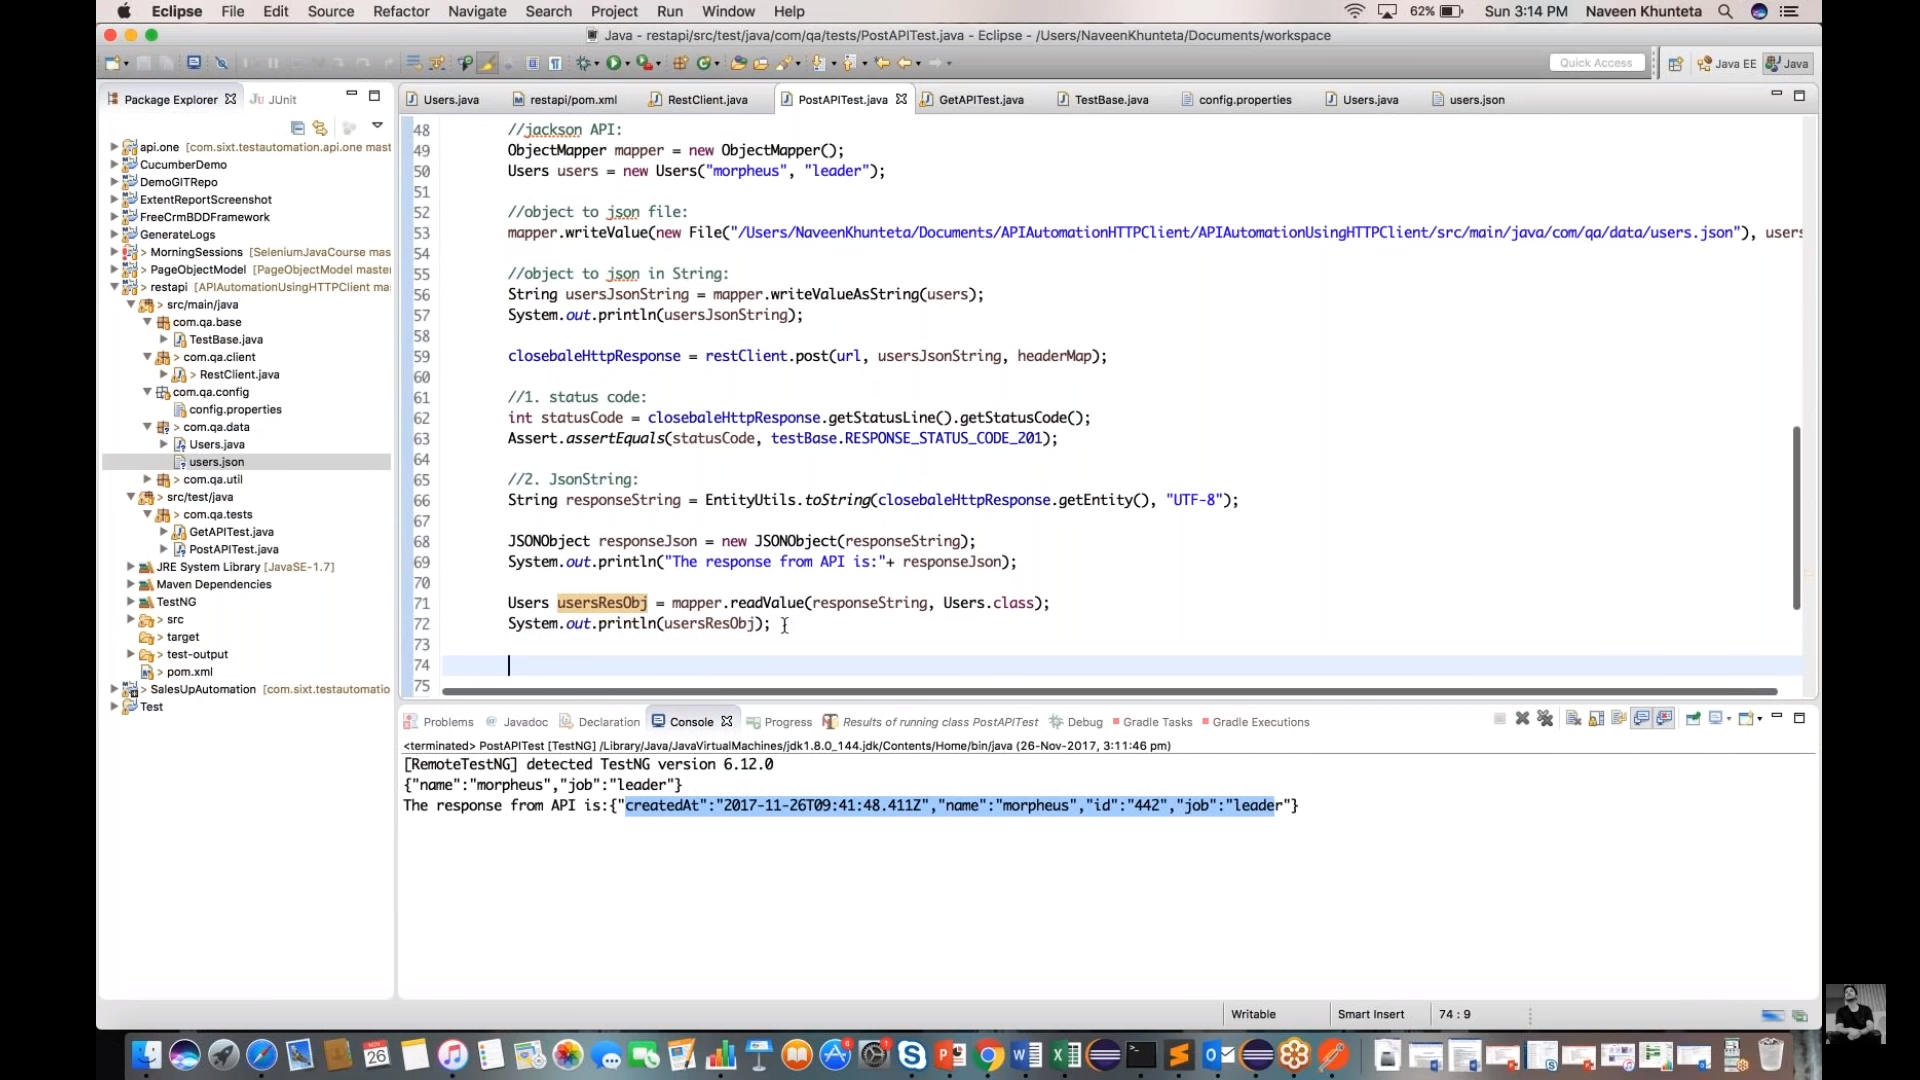 Eclipse File Edit Source Refactor Navigate Search Project Run Window Help 62% Sun 3:14 PM Naveen Khunteta
Java - restapi/src/test/java/com/qa/tests/PostAPITest.java - Eclipse - /Users/NaveenKhunteta/Documents/workspace
Quick Access Java EE Java
Package Explorer JUnit
Users.java restapi/pom.xml RestClient.java PostAPITest.java GetAPITest.java TestBase.java config.properties Users.java users.json
api.one [com.sixt.testautomation.api.one mast
CucumberDemo
DemoGITRepo
ExtentReportScreenshot
FreeCrmBDDFramework
GenerateLogs
> MorningSessions [SeleniumJavaCourse mas
> PageObjectModel [PageObjectModel maste
> restapi [APIAutomationUsingHTTPClient ma
> src/main/java
com.qa.base
TestBase.java
> com.qa.client
> RestClient.java
com.qa.config
config.properties
> com.qa.data
Users.java
users.json
> com.qa.util
> src/test/java
> com.qa.tests
GetAPITest.java
PostAPITest.java
JRE System Library [JavaSE-1.7]
Maven Dependencies
TestNG
> src
> target
> test-output
> pom.xml
> SalesUpAutomation [com.sixt.testautomatio
Test
48 //jackson API:
49 ObjectMapper mapper = new ObjectMapper();
50 Users users = new Users("morpheus", "leader");
51
52 //object to json file:
53 mapper.writeValue(new File("/Users/NaveenKhunteta/Documents/APIAutomationHTTPClient/APIAutomationUsingHTTPClient/src/main/java/com/qa/data/users.json"), users
54
55 //object to json in String:
56 String usersJsonString = mapper.writeValueAsString(users);
57 System.out.println(usersJsonString);
58
59 closebaleHttpResponse = restClient.post(url, usersJsonString, headerMap);
60
61 //1. status code:
62 int statusCode = closebaleHttpResponse.getStatusLine().getStatusCode();
63 Assert.assertEquals(statusCode, testBase.RESPONSE_STATUS_CODE_201);
64
65 //2. JsonString:
66 String responseString = EntityUtils.toString(closebaleHttpResponse.getEntity(), "UTF-8");
67
68 JSONObject responseJson = new JSONObject(responseString);
69 System.out.println("The response from API is:"+ responseJson);
70
71 Users usersResObj = mapper.readValue(responseString, Users.class);
72 System.out.println(usersResObj);
73
74
75
Problems Javadoc Declaration Console Progress Results of running class PostAPITest Debug Gradle Tasks Gradle Executions
<terminated> PostAPITest [TestNG] /Library/Java/JavaVirtualMachines/jdk1.8.0_144.jdk/Contents/Home/bin/java (26-Nov-2017, 3:11:46 pm)
[RemoteTestNG] detected TestNG version 6.12.0
{"name":"morpheus","job":"leader"}
The response from API is:{"createdAt":"2017-11-26T09:41:48.411Z","name":"morpheus","id":"442","job":"leader"}
Writable Smart Insert 74 : 9